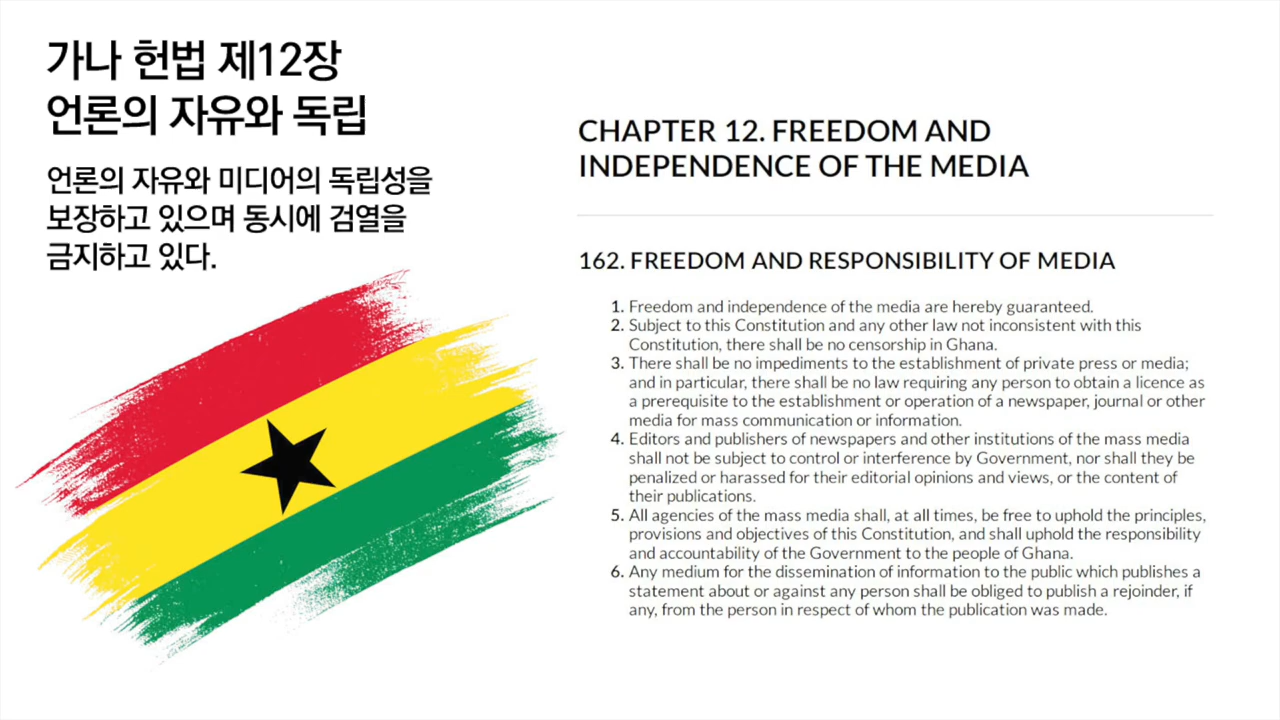 가나 헌법 제12장
언론의 자유와 독립
언론의 자유와 미디어의 독립성을
보장하고 있으며 동시에 검열을
금지하고 있다.
CHAPTER 12. FREEDOM AND
INDEPENDENCE OF THE MEDIA
162. FREEDOM AND RESPONSIBILITY OF MEDIA
1. Freedom and independence of the media are hereby guaranteed.
2. Subject to this Constitution and any other law not inconsistent with this
Constitution, there shall be no censorship in Ghana.
3. There shall be no impediments to the establishment of private press or media;
and in particular, there shall be no law requiring any person to obtain a licence as
a prerequisite to the establishment or operation of a newspaper, journal or other
media for mass communication or information.
4. Editors and publishers of newspapers and other institutions of the mass media
shall not be subject to control or interference by Government, nor shall they be
penalized or harassed for their editorial opinions and views, or the content of
their publications.
5. All agencies of the mass media shall, at all times, be free to uphold the principles,
provisions and objectives of this Constitution, and shall uphold the responsibility
and accountability of the Government to the people of Ghana.
6. Any medium for the dissemination of information to the public which publishes a
statement about or against any person shall be obliged to publish a rejoinder, if
any, from the person in respect of whom the publication was made.